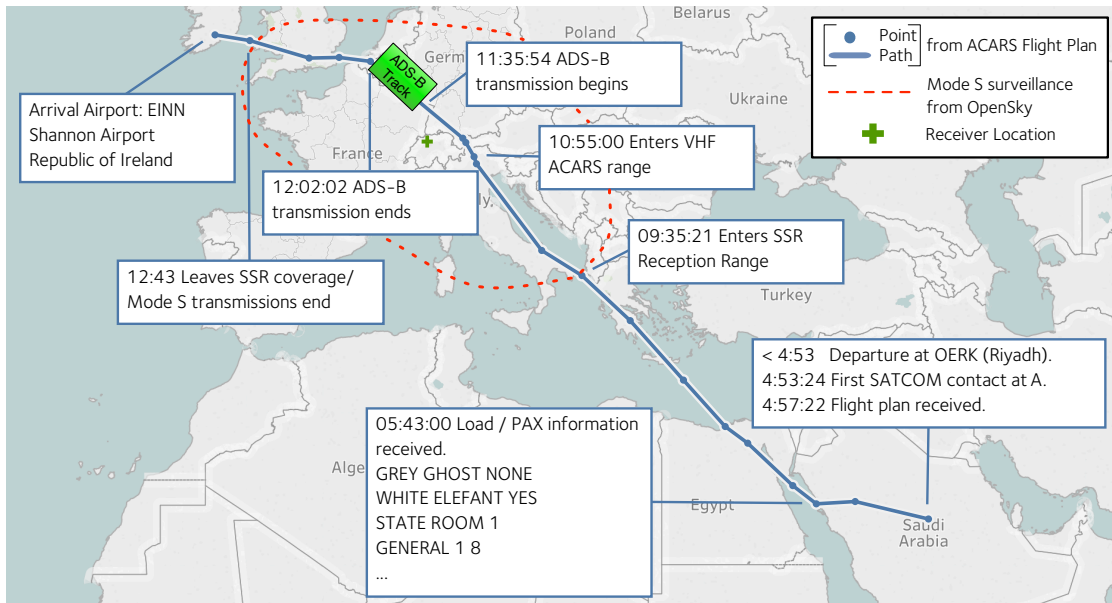 Belarus
Poland
Germ
Ukraine
France
ly,
Turkey
Alge
Egypt
Saudi
Arabia
Point
Path
from ACARS Flight Plan
Mode S surveillance
from OpenSky
Receiver Location
ADS-B
Track
11:35:54 ADS-B
transmission begins
Arrival Airport: EINN
Shannon Airport
Republic of Ireland
10:55:00 Enters VHF
ACARS range
12:02:02 ADS-B
transmission ends
09:35:21 Enters SSR
Reception Range
12:43 Leaves SSR coverage/
Mode S transmissions end
< 4:53 Departure at OERK (Riyadh).
4:53:24 First SATCOM contact at A.
4:57:22 Flight plan received.
05:43:00 Load / PAX information
received.
GREY GHOST NONE
WHITE ELEFANT YES
STATE ROOM 1
GENERAL 1 8
...